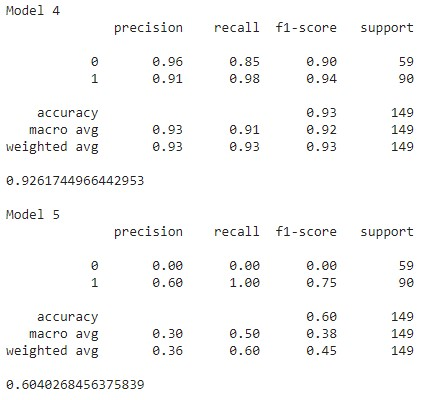 Model 4
precision recall f1-score support
0 0.96 0.85 0.90 59
1 0.91 0.98 0.94 90
accuracy 0.93 149
macro avg 0.93 0.91 0.92 149
weighted avg 0.93 0.93 0.93 149
0.9261744966442953
Model 5
precision recall f1-score support
0 0.00 0.00 0.00 59
1 0.60 1.00 0.75 90
accuracy 0.60 149
macro avg 0.30 0.50 0.38 149
weighted avg 0.36 0.60 0.45 149
0.6040268456375839